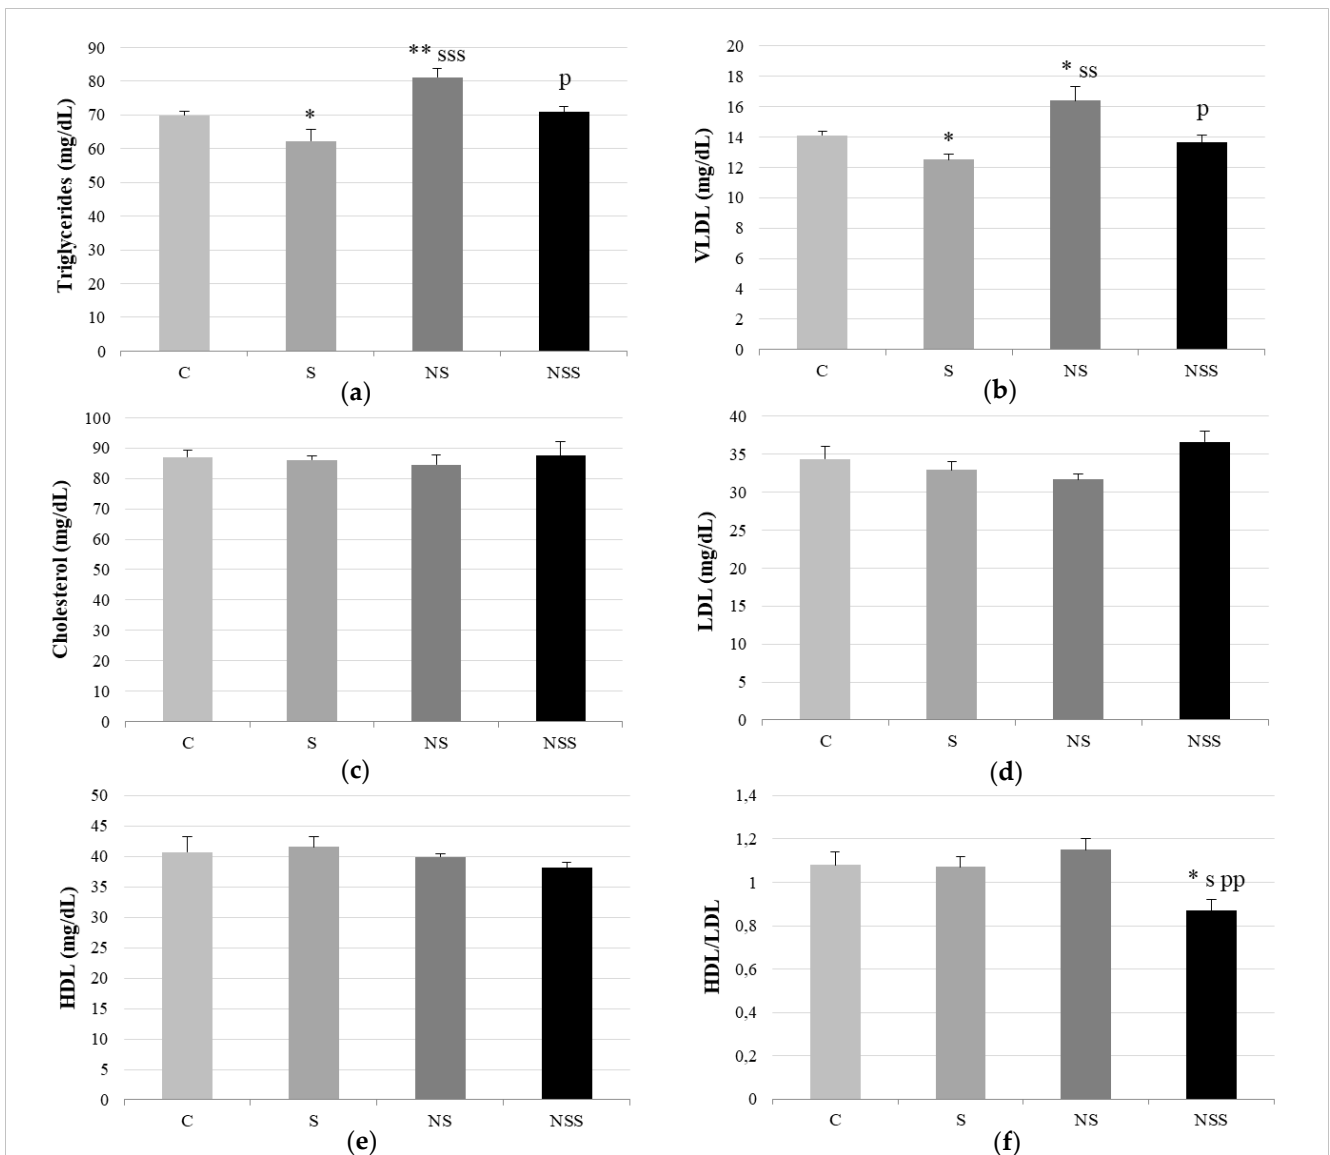 Triglycerides (mg/dL)
90
80
70
60
50
40
30
20
10
0
*
** sss
p
C S NS NSS
(a)
VLDL (mg/dL)
20
18
16
14
12
10
8
6
4
2
0
*
* ss
p
C S NS NSS
(b)
Cholesterol (mg/dL)
100
90
80
70
60
50
40
30
20
10
0
C S NS NSS
(c)
LDL (mg/dL)
40
35
30
25
20
15
10
5
0
C S NS NSS
(d)
HDL (mg/dL)
50
45
40
35
30
25
20
15
10
5
0
C S NS NSS
(e)
HDL/LDL
1,4
1,2
1
0,8
0,6
0,4
0,2
0
* s pp
C S NS NSS
(f)